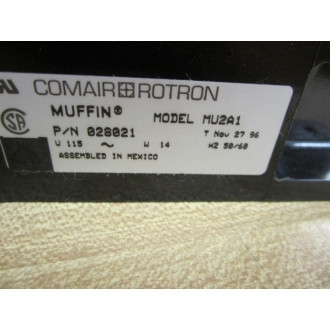 COMAIR ROTRON
MUFFIN® MODEL MU2A1
P/N 028021 T Nov 27 96
V 115 ~ W 14 HZ 50/60
ASSEMBLED IN MEXICO